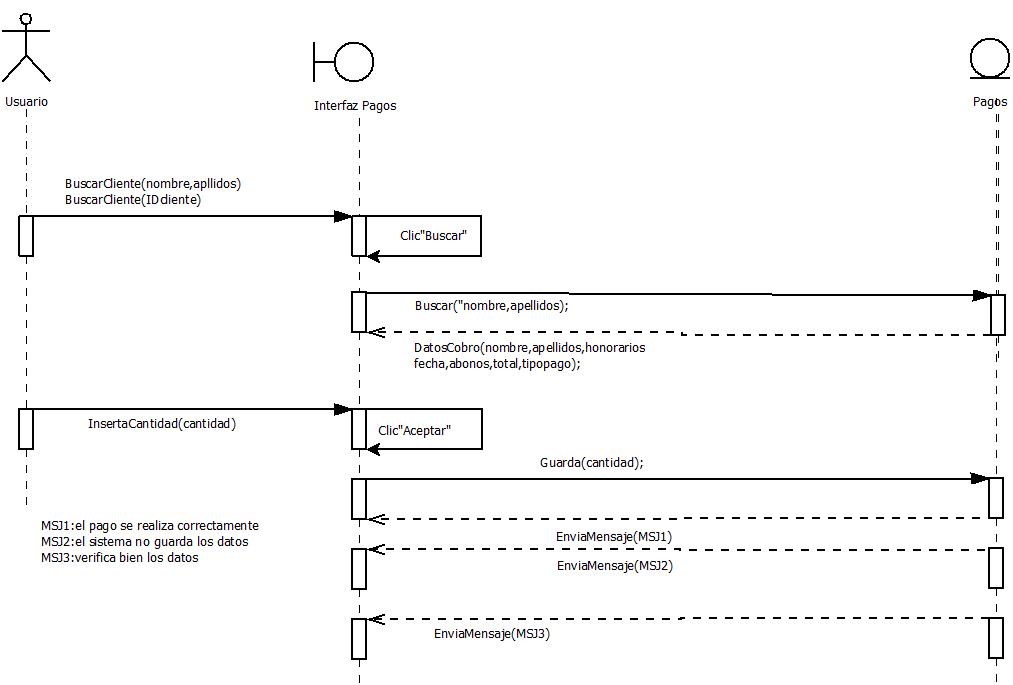 Usuario
Interfaz Pagos
Pagos
BuscarCliente(nombre,apllidos)
BuscarCliente(IDcliente)
Clic"Buscar"
Buscar("nombre,apellidos);
DatosCobro(nombre,apellidos,honorarios
fecha,abonos,total,tipopago);
InsertaCantidad(cantidad)
Clic"Aceptar"
Guarda(cantidad);
MSJ1:el pago se realiza correctamente
MSJ2:el sistema no guarda los datos
MSJ3:verifica bien los datos
EnviaMensaje(MSJ1)
EnviaMensaje(MSJ2)
EnviaMensaje(MSJ3)